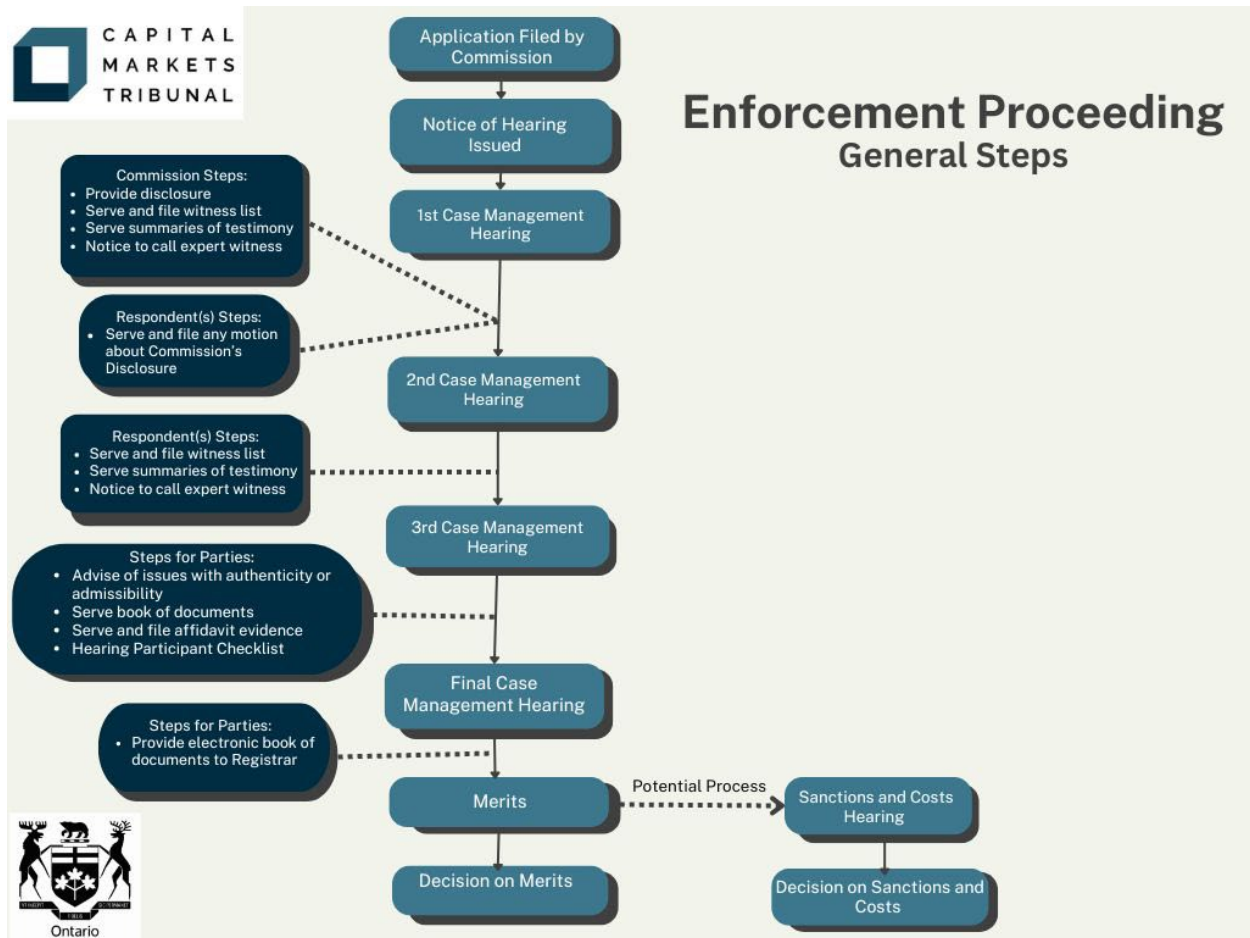 CAPITAL
MARKETS
TRIBUNAL
Enforcement Proceeding
General Steps
Application Filed by
Commission
Notice of Hearing
Issued
Commission Steps:
• Provide disclosure
• Serve and file witness list
• Serve summaries of testimony
• Notice to call expert witness
1st Case Management
Hearing
Respondent(s) Steps:
• Serve and file any motion
about Commission's
Disclosure
2nd Case Management
Hearing
Respondent(s) Steps:
• Serve and file witness list
• Serve summaries of testimony
• Notice to call expert witness
3rd Case Management
Hearing
Steps for Parties:
• Advise of issues with authenticity or
admissibility
• Serve book of documents
• Serve and file affidavit evidence
• Hearing Participant Checklist
Final Case
Management Hearing
Steps for Parties:
• Provide electronic book of
documents to Registrar
Merits
Potential Process
Sanctions and Costs
Hearing
Decision on Merits
Decision on Sanctions and
Costs
Ontario